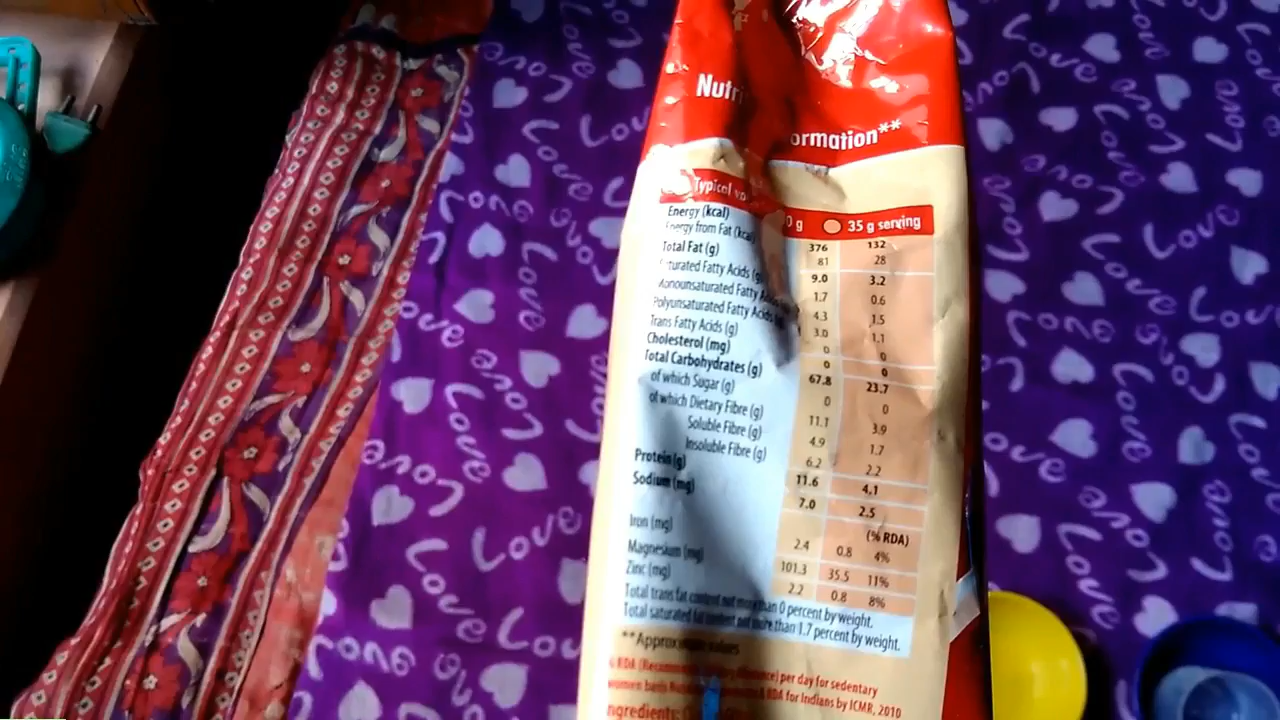 Nutri
ormation**
Typical va
0 g 35 g serving
Energy (kcal) 376 132
Energy from Fat (kcal 81 28
Total Fat (g) 9.0 3.2
turated Fatty Acids (g 1.7 0.6
Monounsaturated Fatty 4.3 1.5
Polyunsaturated Fatty Acids 3.0 1.1
Trans Fatty Acids (g) 0 0
Cholesterol (mg) 0 0
Total Carbohydrates (g) 67.8 23.7
of which Sugar (g) 0 0
of which Dietary Fibre (g) 11.1 3.9
Soluble Fibre (g) 4.9 1.7
Insoluble Fibre (g) 6.2 2.2
Protein (g) 11.6 4.1
Sodium (mg) 7.0 2.5
(% RDA)
Iron (mg) 2.4 0.8 4%
Magnesium (mg) 101.3 35.5 11%
Zinc (mg) 2.2 0.8 8%
Total trans fat content not more than 0 percent by weight.
Total saturated fat content not more than 1.7 percent by weight.
**Approximate values
RDA (Recommen per day for sedentary
women basis RDA for Indians by ICMR, 2010
ngredients:
Love